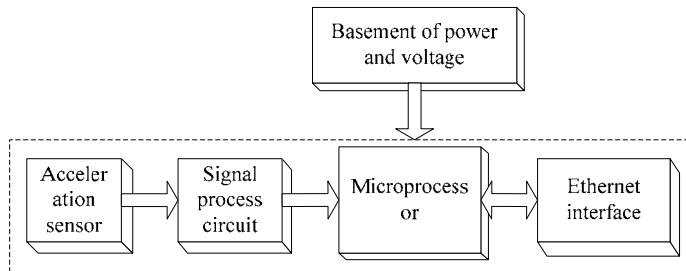 Basement of power
and voltage
Acceler
ation
sensor
Signal
process
circuit
Microprocess
or
Ethernet
interface